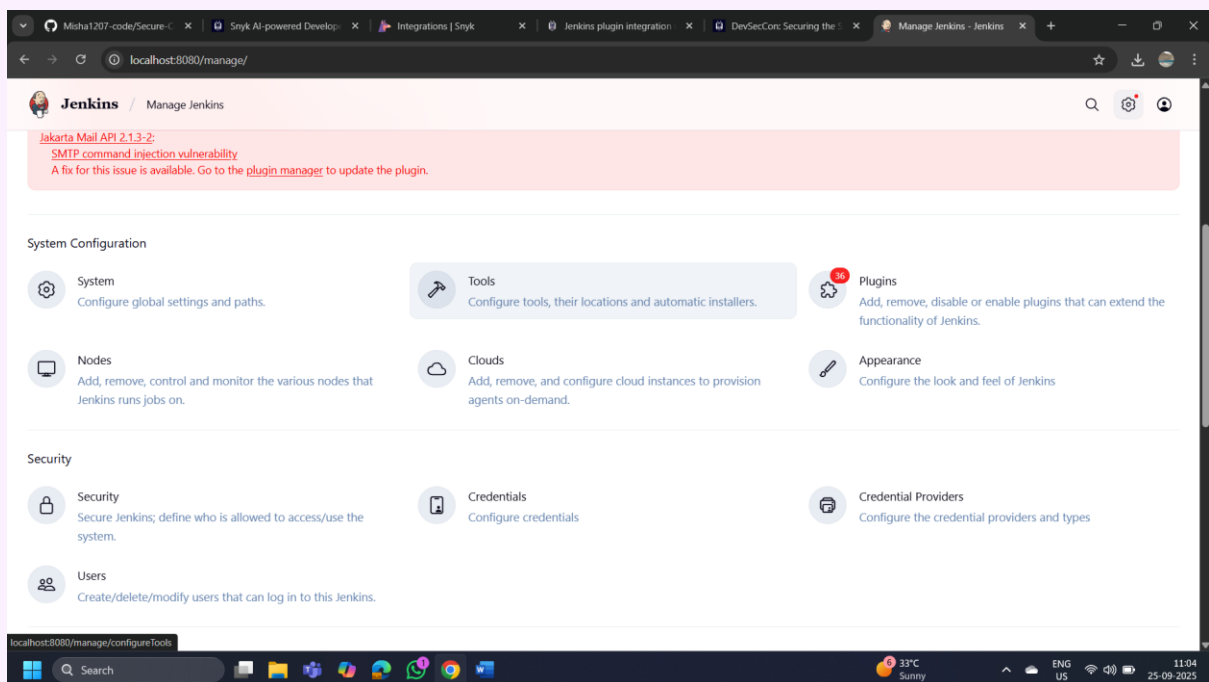 Misha1207-code/Secure-C
Snyk AI-powered Develop
Integrations | Snyk
Jenkins plugin integration
DevSecCon: Securing the S
Manage Jenkins - Jenkins
localhost:8080/manage/
Jenkins / Manage Jenkins
Jakarta Mail API 2.1.3-2:
SMTP command injection vulnerability
A fix for this issue is available. Go to the plugin manager to update the plugin.
System Configuration
System
Configure global settings and paths.
Tools
Configure tools, their locations and automatic installers.
36
Plugins
Add, remove, disable or enable plugins that can extend the
functionality of Jenkins.
Nodes
Add, remove, control and monitor the various nodes that
Jenkins runs jobs on.
Clouds
Add, remove, and configure cloud instances to provision
agents on-demand.
Appearance
Configure the look and feel of Jenkins
Security
Security
Secure Jenkins; define who is allowed to access/use the
system.
Credentials
Configure credentials
Credential Providers
Configure the credential providers and types
Users
Create/delete/modify users that can log in to this Jenkins.
localhost:8080/manage/configureTools
Search
6
33°C
Sunny
ENG
US
11:04
25-09-2025